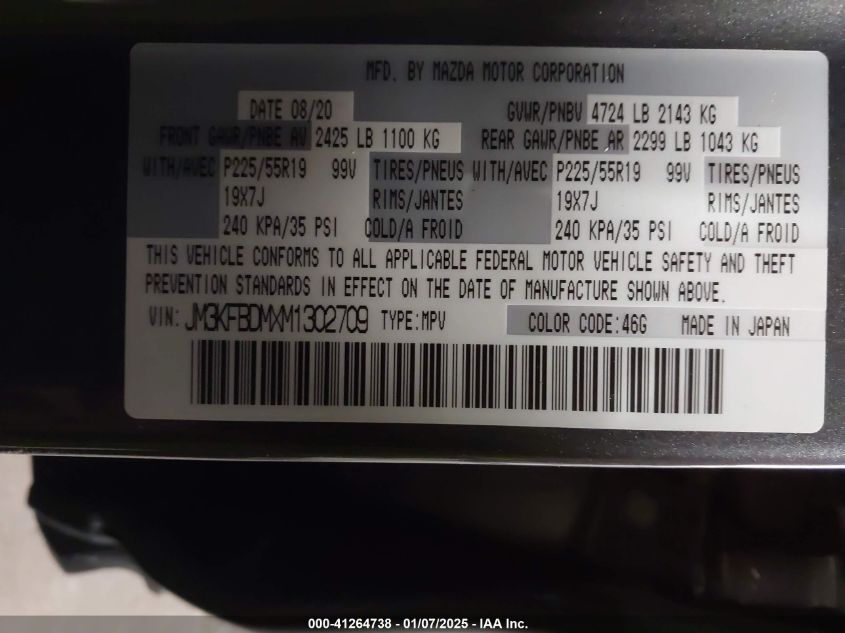 MFD. BY MAZDA MOTOR CORPORATION
DATE 08/20 GVWR/PNBV 4724 LB 2143 KG
FRONT GAWR/PNBE AV 2425 LB 1100 KG REAR GAWR/PNBE AR 2299 LB 1043 KG
WITH/AVEC P225/55R19 99V TIRES/PNEUS WITH/AVEC P225/55R19 99V TIRES/PNEUS
19X7J RIMS/JANTES 19X7J RIMS/JANTES
240 KPA/35 PSI COLD/A FROID 240 KPA/35 PSI COLD/A FROID
THIS VEHICLE CONFORMS TO ALL APPLICABLE FEDERAL MOTOR VEHICLE SAFETY AND THEFT
PREVENTION STANDARDS IN EFFECT ON THE DATE OF MANUFACTURE SHOWN ABOVE.
VIN: JM3KFBDMXM1302709 TYPE:MPV COLOR CODE:46G MADE IN JAPAN
000-41264738 - 01/07/2025 - IAA Inc.